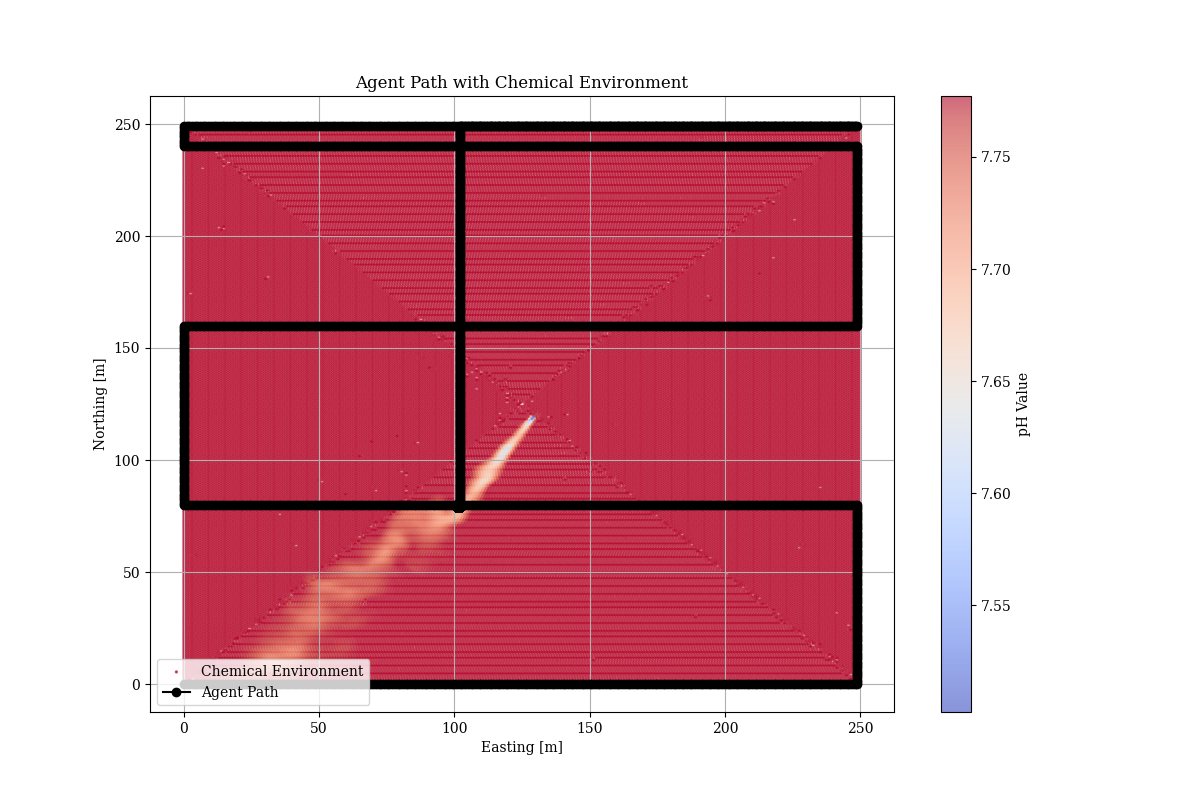 Agent Path with Chemical Environment
250
200
150
100
50
0
Northing [m]
0 50 100 150 200 250
Easting [m]
Chemical Environment
Agent Path
7.75
7.70
7.65
7.60
7.55
pH Value